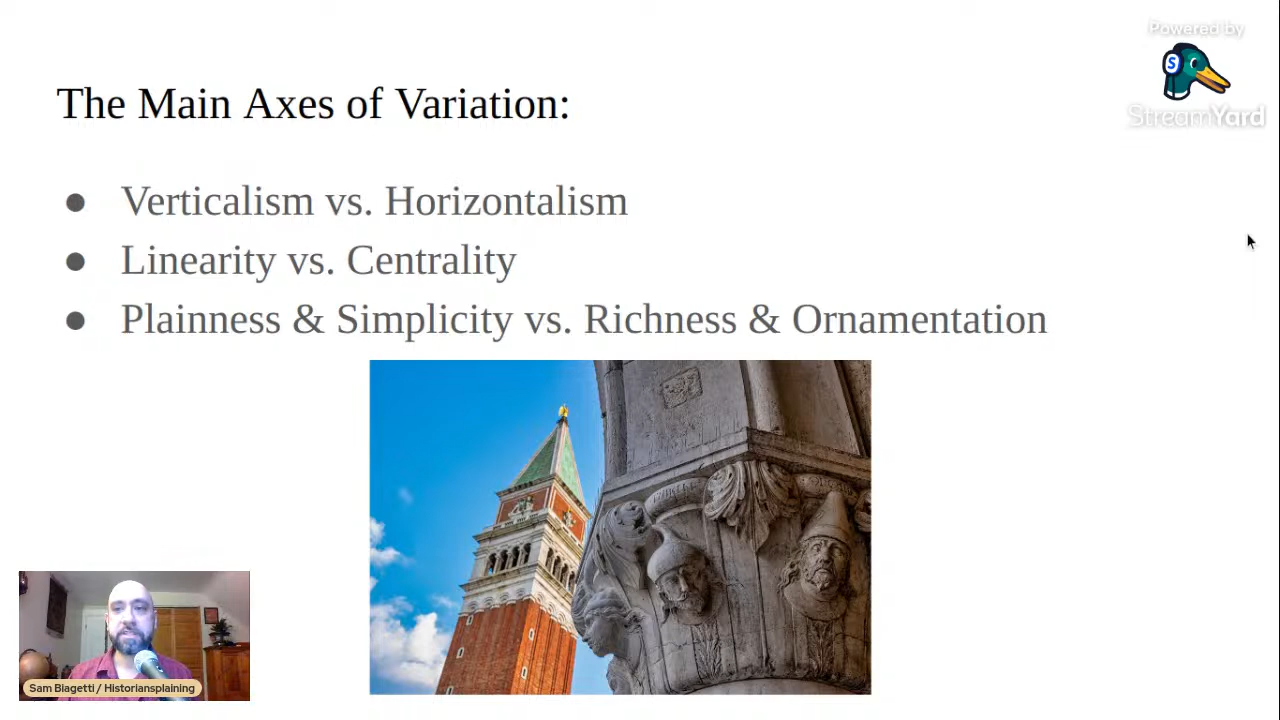 Powered by
S
StreamYard
The Main Axes of Variation:
● Verticalism vs. Horizontalism
● Linearity vs. Centrality
● Plainness & Simplicity vs. Richness & Ornamentation
Sam Biagetti / Historiansplaining